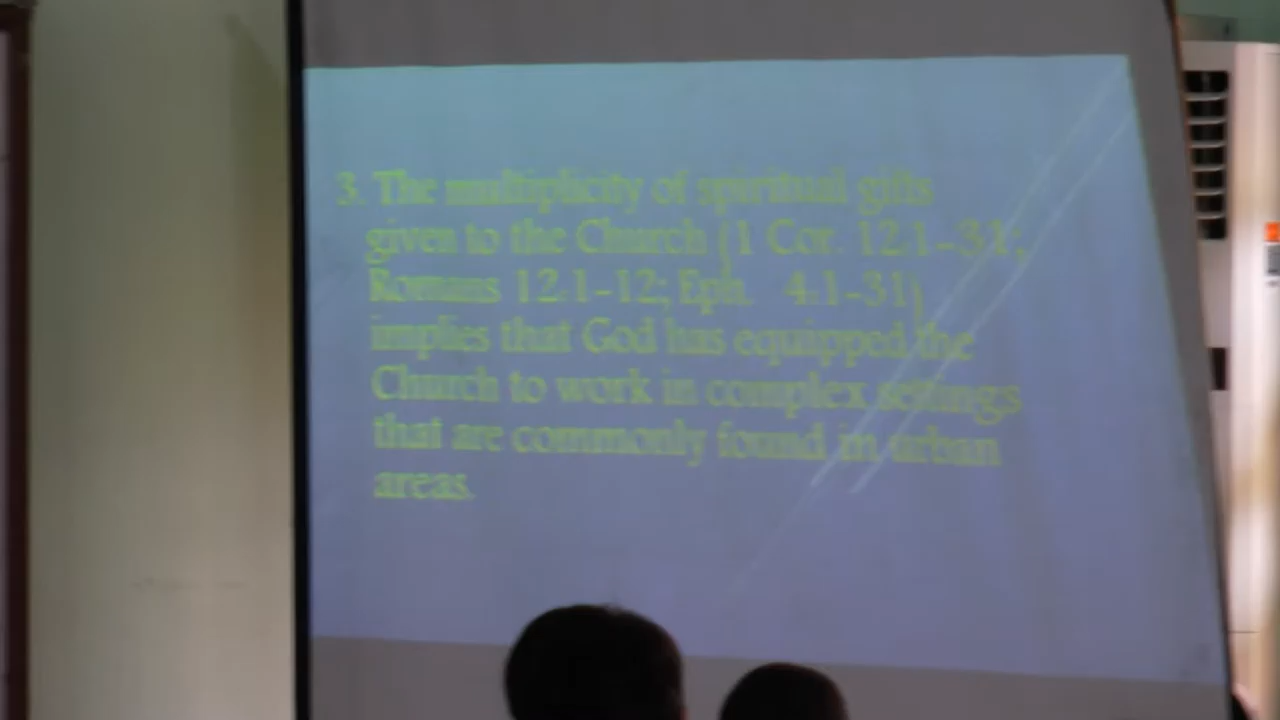 3. The multiplicity of spiritual gifts
given to the Church (1 Cor. 12:1-31;
Romans 12:1-12; Eph. 4:1-31)
implies that God has equipped the
Church to work in complex settings
that are commonly found in urban
areas.